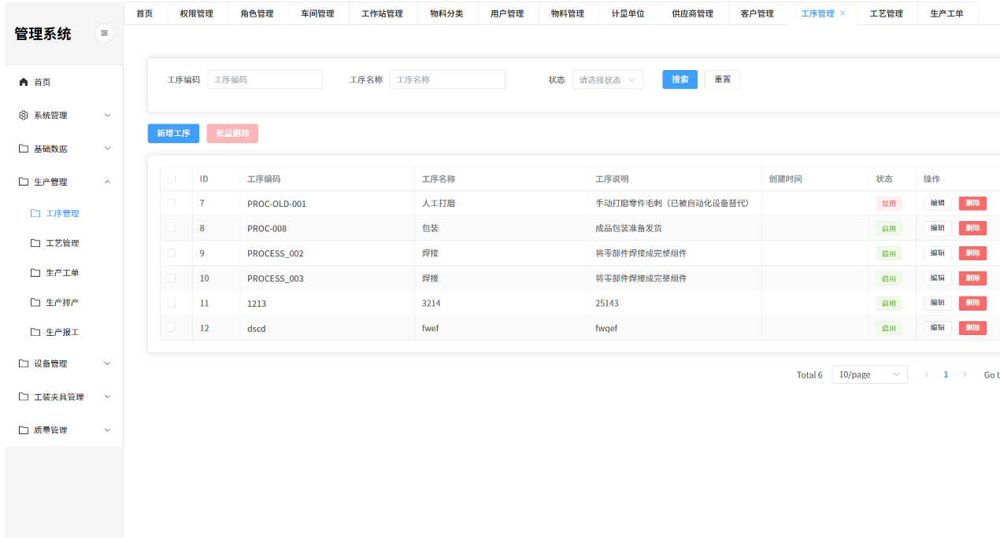 首页 权限管理 角色管理 车间管理 工作站管理 物料分类 用户管理 物料管理 计量单位 供应商管理 客户管理 工序管理 × 工艺管理 生产工单
管理系统
首页
系统管理
基础数据
生产管理
工序管理
工艺管理
生产工单
生产排产
生产报工
设备管理
工装夹具管理
质量管理
工序编码 工序编码 工序名称 工序名称 状态 请选择状态 搜索 重置
新增工序 批量删除
ID 工序编码 工序名称 工序说明 创建时间 状态 操作
7 PROC-OLD-001 人工打磨 手动打磨零件毛刺（已被自动化设备替代） 禁用 编辑 删除
8 PROC-008 包装 成品包装准备发货 启用 编辑 删除
9 PROCESS_002 焊接 将零部件焊接成完整组件 启用 编辑 删除
10 PROCESS_003 焊接 将零部件焊接成完整组件 启用 编辑 删除
11 1213 3214 25143 启用 编辑 删除
12 dscd fwef fwqef 启用 编辑 删除
Total 6 10/page 1 Go t